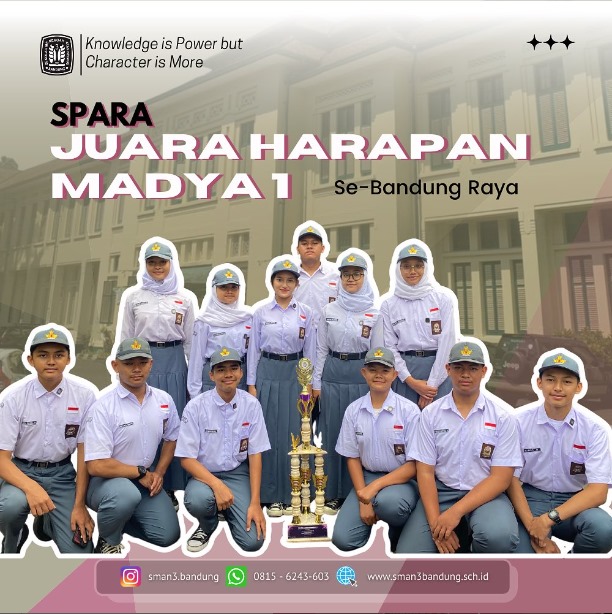 Knowledge is Power but
Character is More
SPARA
JUARA HARAPAN
MADYA 1
Se-Bandung Raya
sman3.bandung
0815 - 6243-603
www.sman3bandung.sch.id